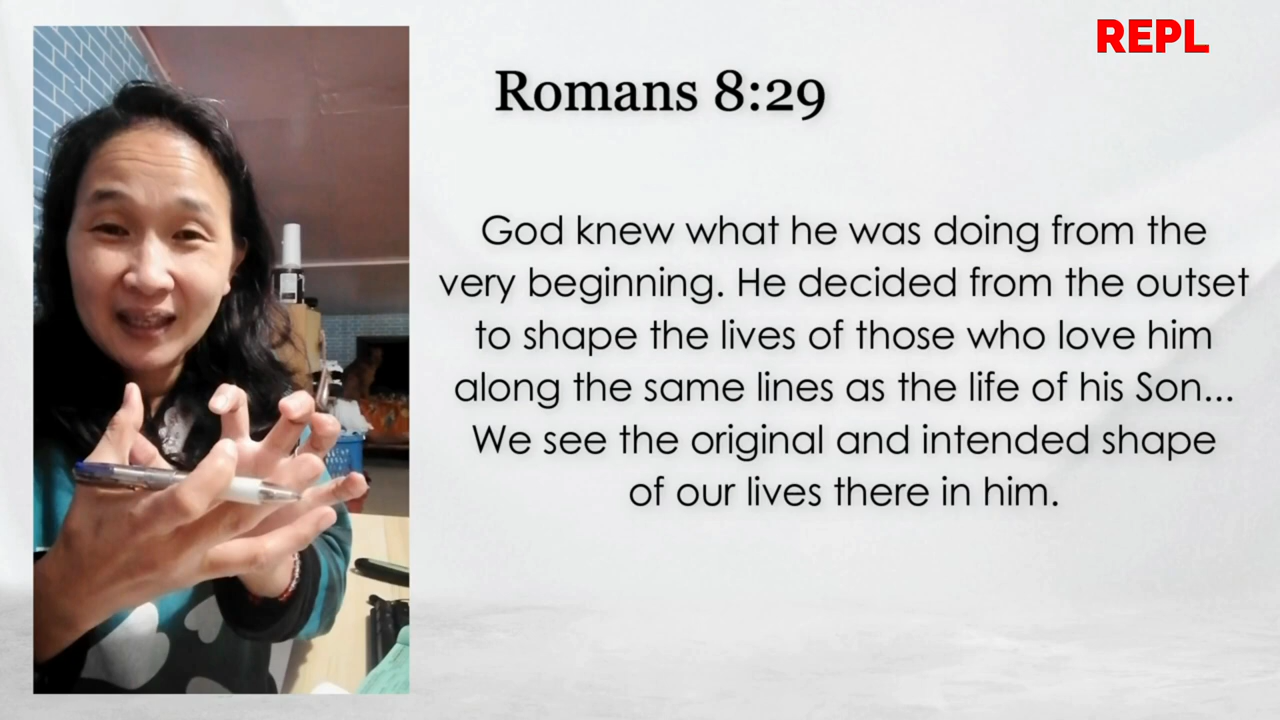 REPL
Romans 8:29
God knew what he was doing from the
very beginning. He decided from the outset
to shape the lives of those who love him
along the same lines as the life of his Son...
We see the original and intended shape
of our lives there in him.